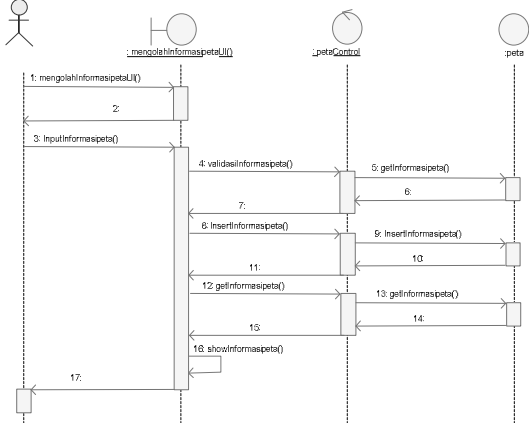 : mengolahInformasipetaUI()
: petaControl
:peta
1: mengolahInformasipetaUI()
2:
3: InputInformasipeta()
4: validasiInformasipeta()
5: getInformasipeta()
6:
7:
6: InsertInformasipeta()
9: InsertInformasipeta()
10:
11:
12: getInformasipeta()
13: getInformasipeta()
14:
15:
16: showInformasipeta()
17: